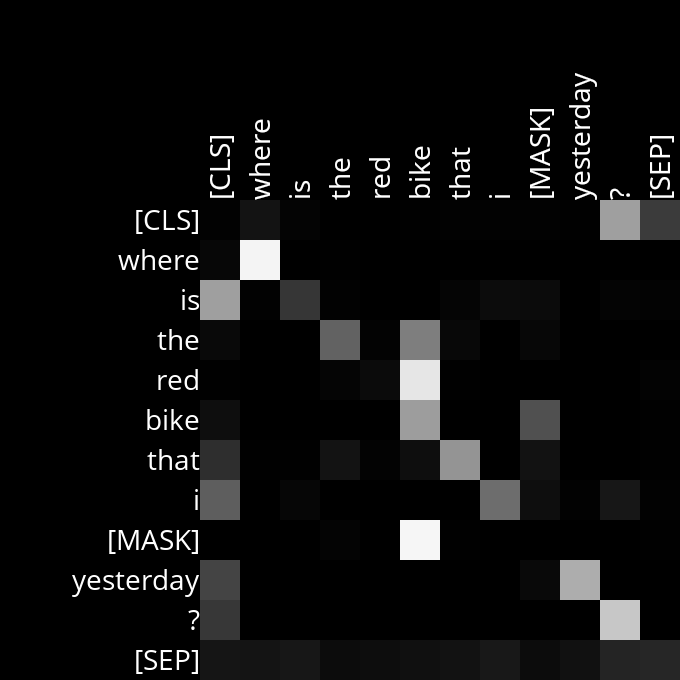 [CLS] where is the red bike that i [MASK] yesterday ? [SEP]
[CLS]
where
is
the
red
bike
that
i
[MASK]
yesterday
?
[SEP]